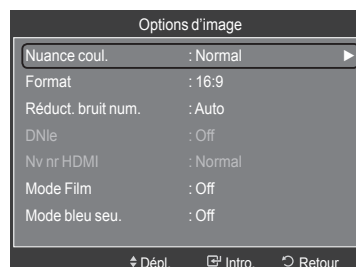 Options d'image
Nuance coul. : Normal ►
Format : 16:9
Réduct. bruit num. : Auto
DNIe : Off
Nv nr HDMI : Normal
Mode Film : Off
Mode bleu seu. : Off
Dépl. Intro. Retour